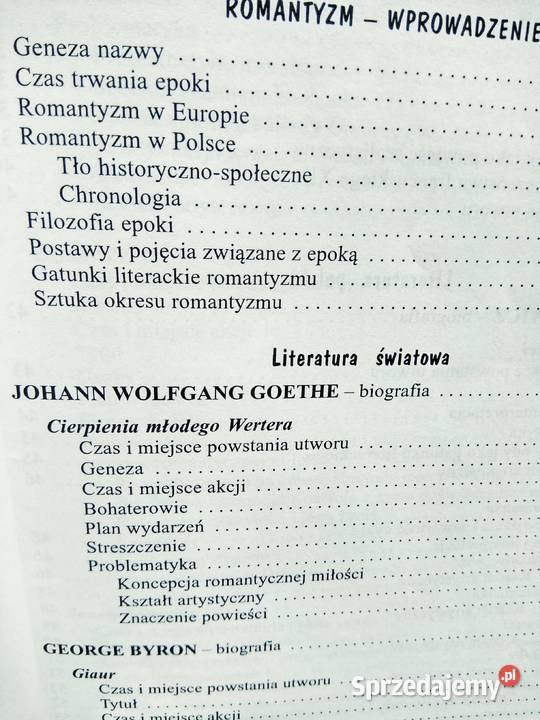 ROMANTYZM – WPROWADZENIE
Geneza nazwy
Czas trwania epoki
Romantyzm w Europie
Romantyzm w Polsce
Tło historyczno-społeczne
Chronologia
Filozofia epoki
Postawy i pojęcia związane z epoką
Gatunki literackie romantyzmu
Sztuka okresu romantyzmu
Literatura światowa
JOHANN WOLFGANG GOETHE – biografia
Cierpienia młodego Wertera
Czas i miejsce powstania utworu
Geneza
Czas i miejsce akcji
Bohaterowie
Plan wydarzeń
Streszczenie
Problematyka
Koncepcja romantycznej miłości
Kształt artystyczny
Znaczenie powieści
GEORGE BYRON – biografia
Giaur
Czas i miejsce powstania utworu
Tytuł
Czas i miejsce akcji
Sprzedajemy.pl